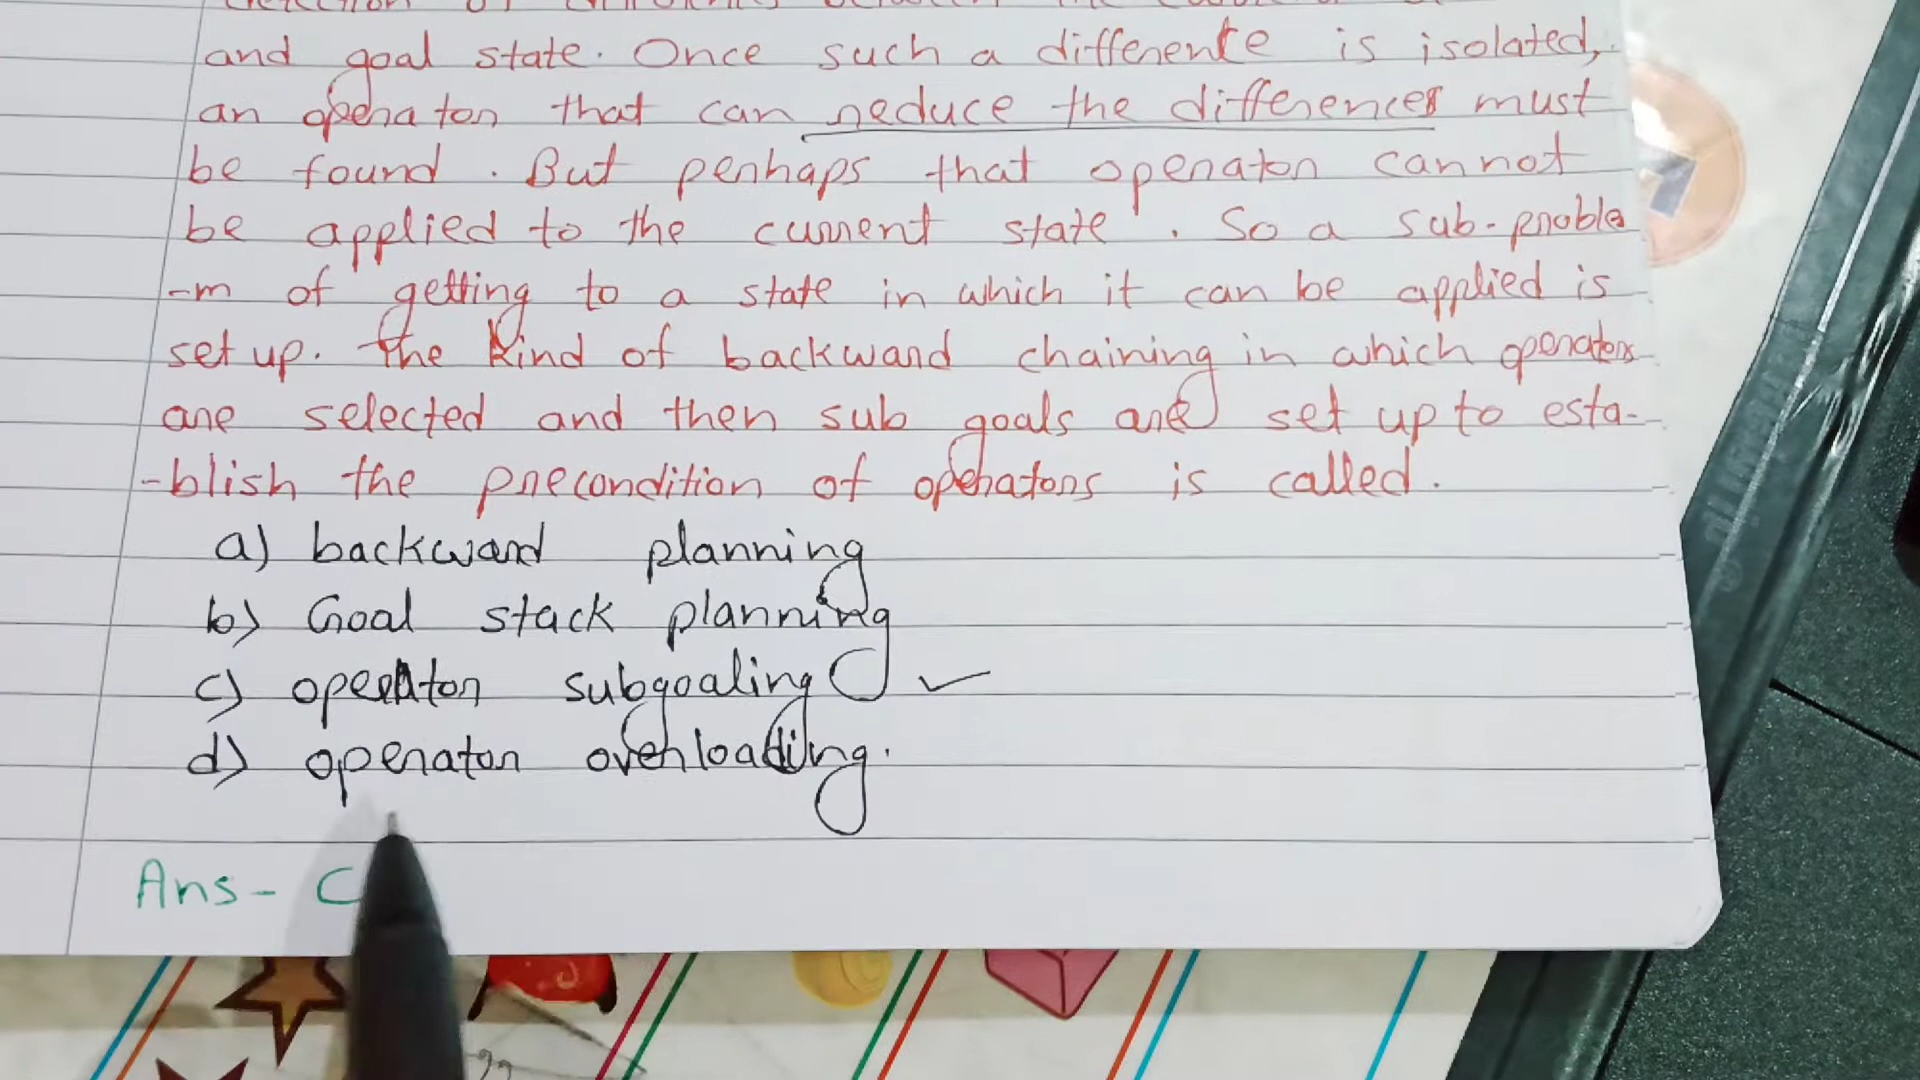 and goal state. Once such a difference is isolated,
an operator that can reduce the differences must
be found. But perhaps that operator cannot
be applied to the current state. So a sub-proble
-m of getting to a state in which it can be applied is
set up. The kind of backward chaining in which operators
are selected and then sub goals are set up to esta-
-blish the precondition of operators is called.
a) backward planning
b) Goal stack planning
c) operator subgoaling ✓
d) operator overloading.
Ans - C